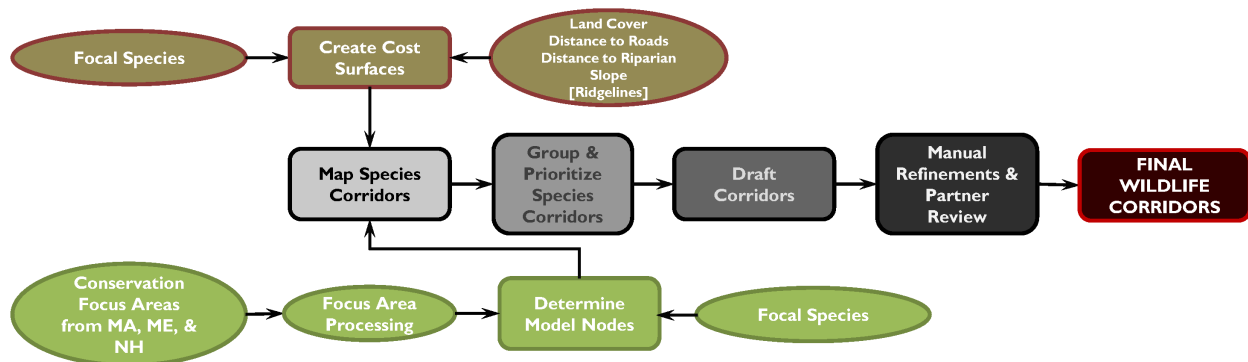 Focal Species
Create Cost
Surfaces
Land Cover
Distance to Roads
Distance to Riparian
Slope
[Ridgelines]
Map Species
Corridors
Group &
Prioritize
Species
Corridors
Draft
Corridors
Manual
Refinements &
Partner
Review
FINAL
WILDLIFE
CORRIDORS
Conservation
Focus Areas
from MA, ME, &
NH
Focus Area
Processing
Determine
Model Nodes
Focal Species